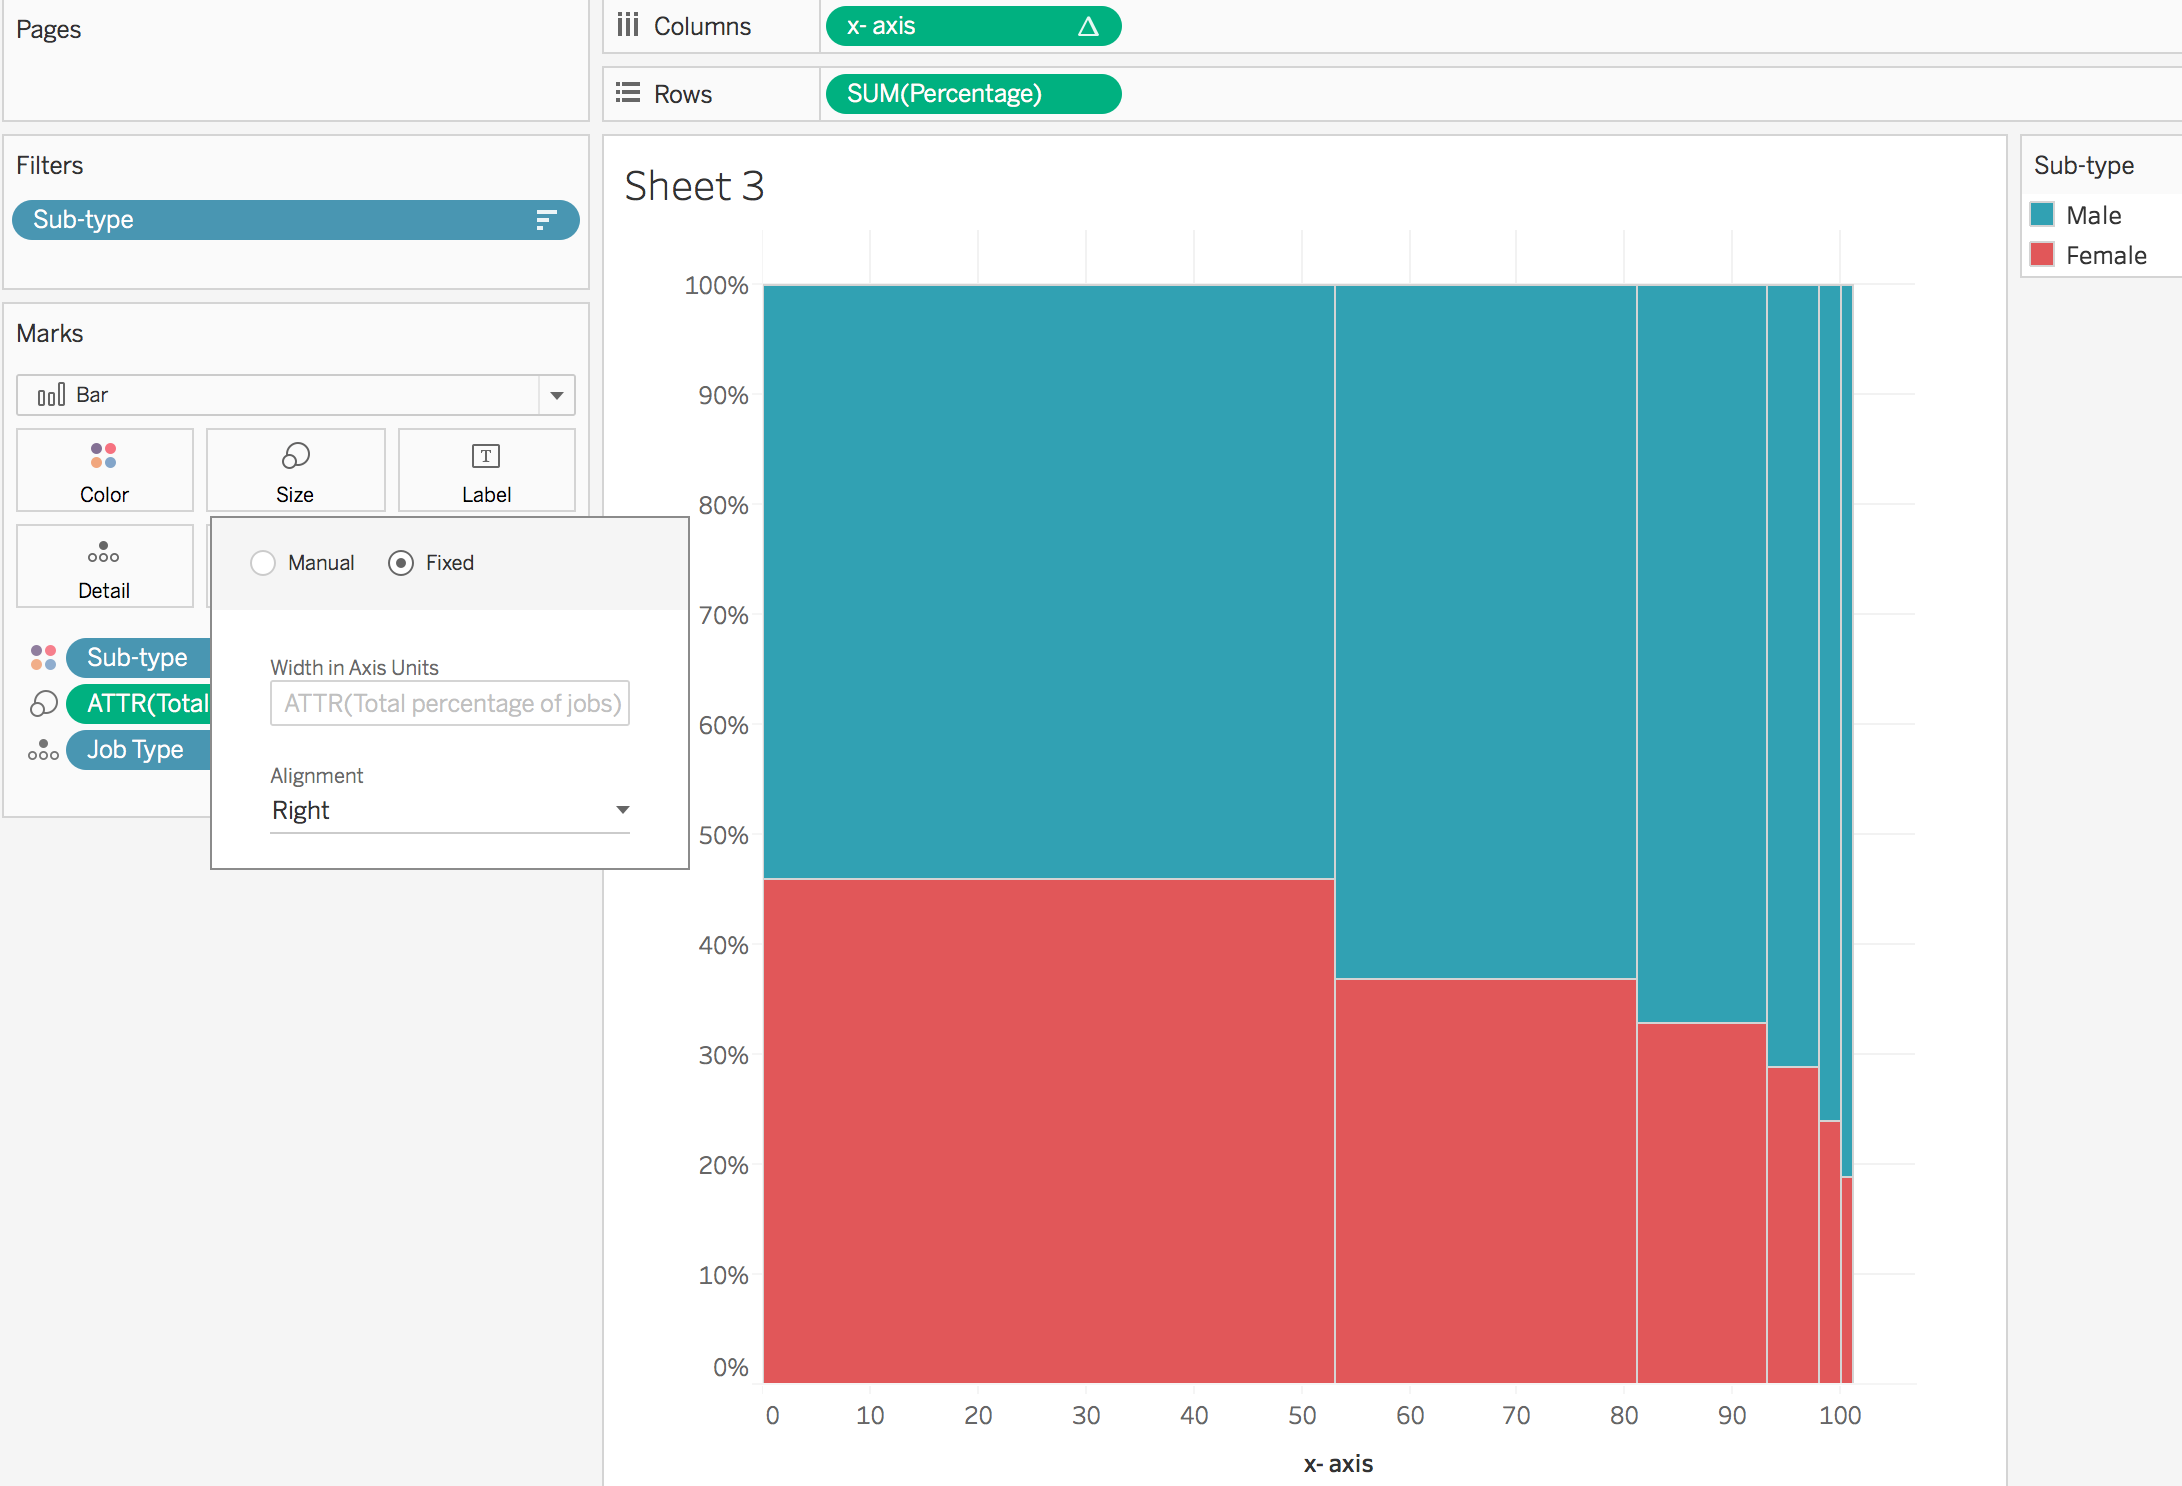 Pages
Columns
x- axis
Rows
SUM(Percentage)
Filters
Sub-type
Marks
Bar
Color
Size
Label
Detail
Manual
Fixed
Sub-type
ATTR(Total
Job Type
Width in Axis Units
ATTR(Total percentage of jobs)
Alignment
Right
Sheet 3
100%
90%
80%
70%
60%
50%
40%
30%
20%
10%
0%
0 10 20 30 40 50 60 70 80 90 100
x- axis
Sub-type
Male
Female